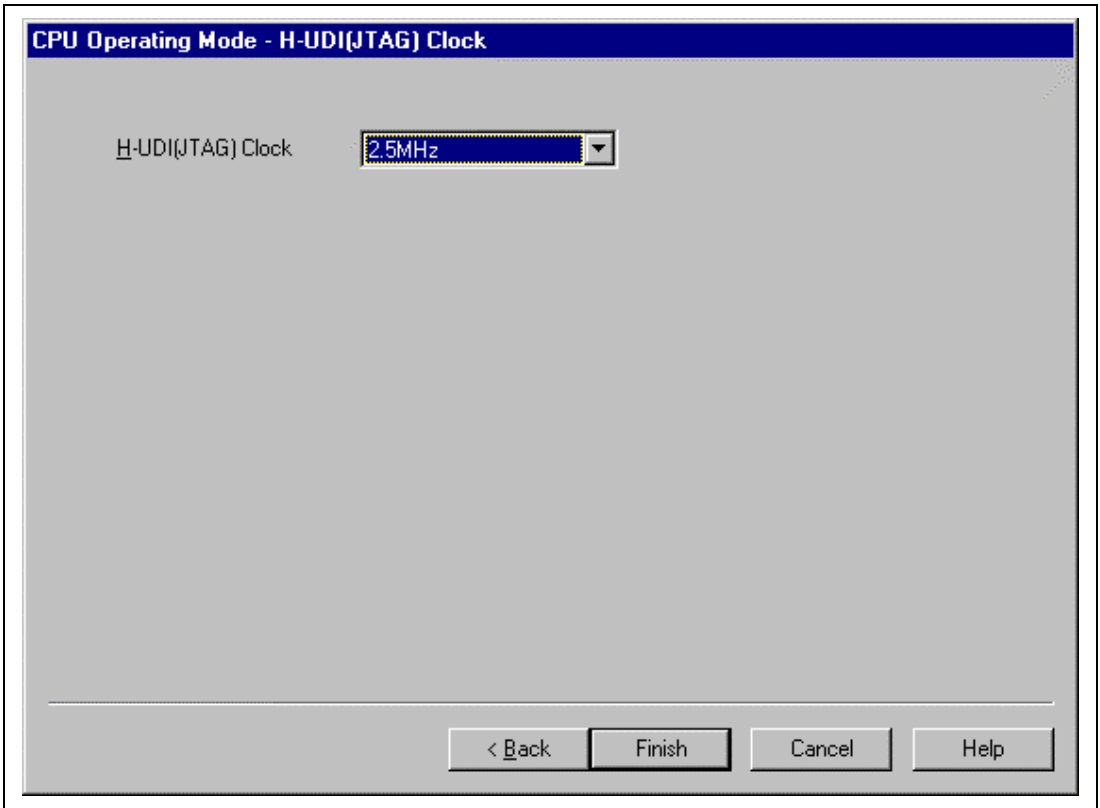 CPU Operating Mode - H-UDI(JTAG) Clock
H-UDI(JTAG) Clock 2.5MHz
< Back Finish Cancel Help